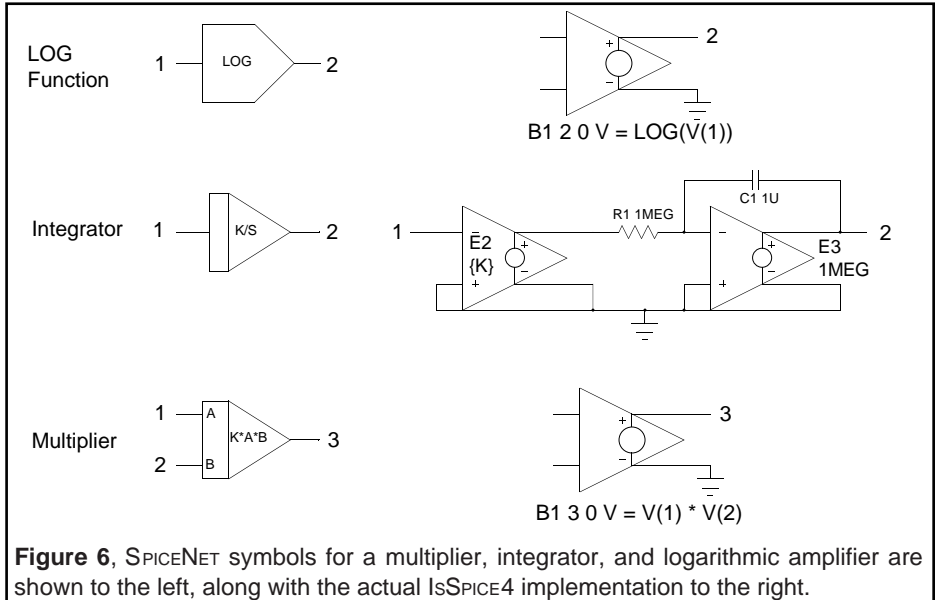 LOG
Function
1
LOG
2
+
−
2
B1 2 0 V = LOG(V(1))
Integrator
1
K/S
2
1
−
E2
{K}
+
+
−
R1 1MEG
C1 1U
−
+
+
−
E3
1MEG
2
Multiplier
1
2
A
B
K*A*B
3
+
−
3
B1 3 0 V = V(1) * V(2)
Figure 6, SPICENET symbols for a multiplier, integrator, and logarithmic amplifier are
shown to the left, along with the actual ISSPICE4 implementation to the right.